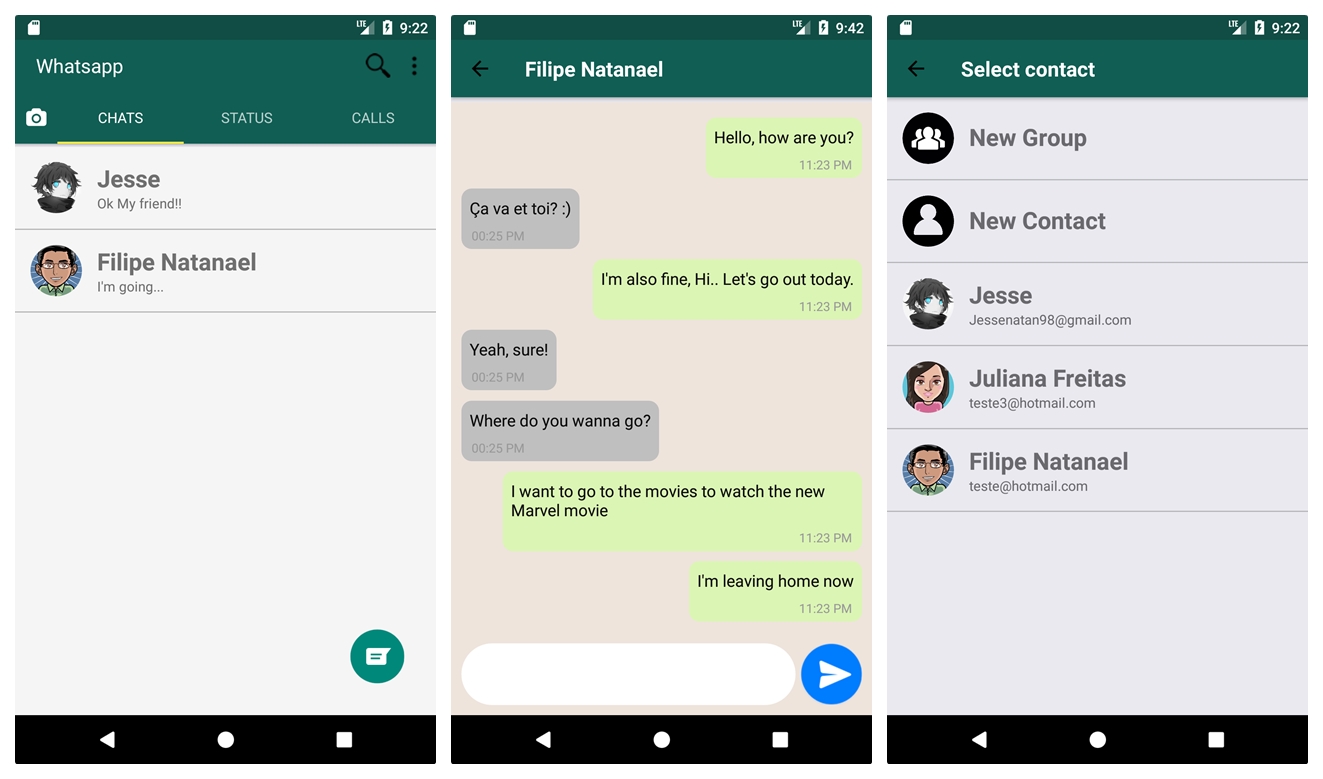 LTE 9:22
Whatsapp
CHATS STATUS CALLS
Jesse
Ok My friend!!
Filipe Natanael
I'm going...
LTE 9:42
Filipe Natanael
Hello, how are you?
11:23 PM
Ça va et toi? :)
00:25 PM
I'm also fine, Hi.. Let's go out today.
11:23 PM
Yeah, sure!
00:25 PM
Where do you wanna go?
00:25 PM
I want to go to the movies to watch the new
Marvel movie
11:23 PM
I'm leaving home now
11:23 PM
LTE 9:22
Select contact
New Group
New Contact
Jesse
Jessenatan98@gmail.com
Juliana Freitas
teste3@hotmail.com
Filipe Natanael
teste@hotmail.com